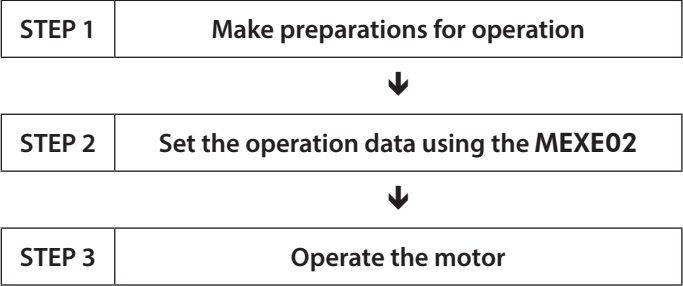 STEP 1 Make preparations for operation
STEP 2 Set the operation data using the MEXE02
STEP 3 Operate the motor